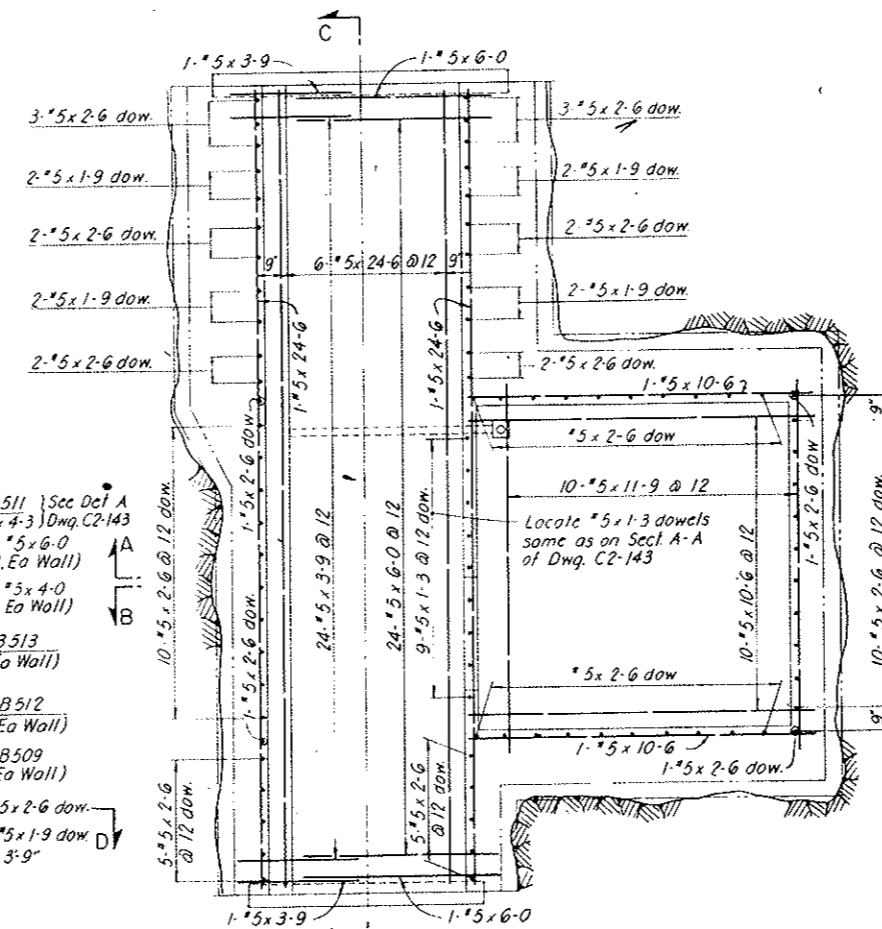 C
1-#5x3-9
1-#5x6-0
3-#5x2-6 dow.
3-#5x2-6 dow.
2-#5x1-9 dow.
2-#5x1-9 dow.
2-#5x2-6 dow.
2-#5x2-6 dow.
9"
6-#5x24-6@12
9"
2-#5x1-9 dow.
2-#5x1-9 dow.
1-#5x24-6
1-#5x24-6
2-#5x2-6 dow.
2-#5x2-6 dow.
1-#5x10-6
9"
#5x2-6 dow
1-#5x2-6 dow.
1-#5x2-6 dow
10-#5x11-9 @ 12
511 } See Det A
x 4-3 } Dwg. C2-143
#5x6-0
A
, Ea Wall)
#5x4-0
Ea Wall)
B
10-#5x2-6 @ 12 dow.
24-#5x3-9 @ 12
24-#5x6-0 @ 12
9-#5x1-3 @ 12 dow.
Locate #5x1-3 dowels
same as on Sect. A-A
of Dwg. C2-143
10-#5x10-6 @ 12
10-#5x2-6 @ 12 dow.
B513
Ea Wall)
1-#5x2-6 dow.
#5x2-6 dow
B512
Ea Wall)
9"
B509
Ea Wall)
1-#5x10-6
1-#5x2-6 dow.
5x2-6 dow.
#5x1-9 dow.
3'-9"
D
5-#5x2-6
@ 12 dow.
5-#5x2-6
@ 12 dow.
1-#5x3-9
1-#5x6-0